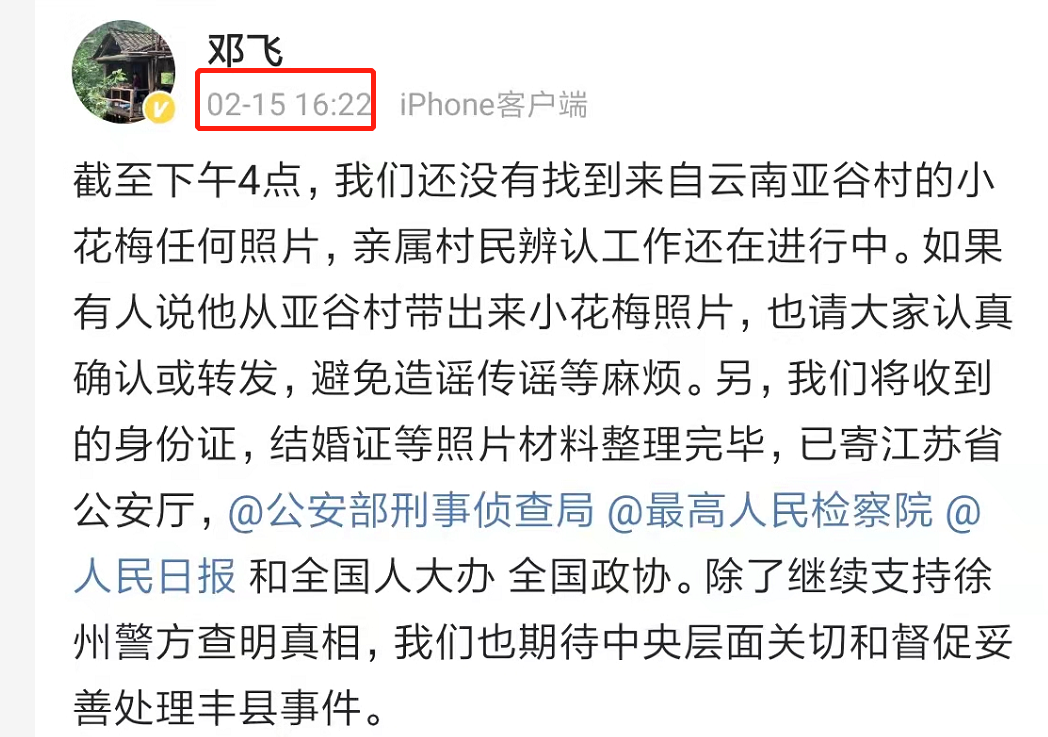 邓飞
02-15 16:22 iPhone客户端
截至下午4点，我们还没有找到来自云南亚谷村的小
花梅任何照片，亲属村民辨认工作还在进行中。如果
有人说他从亚谷村带出来小花梅照片，也请大家认真
确认或转发，避免造谣传谣等麻烦。另，我们将收到
的身份证，结婚证等照片材料整理完毕，已寄江苏省
公安厅，@公安部刑事侦查局 @最高人民检察院 @
人民日报 和全国人大办 全国政协。除了继续支持徐
州警方查明真相，我们也期待中央层面关切和督促妥
善处理丰县事件。